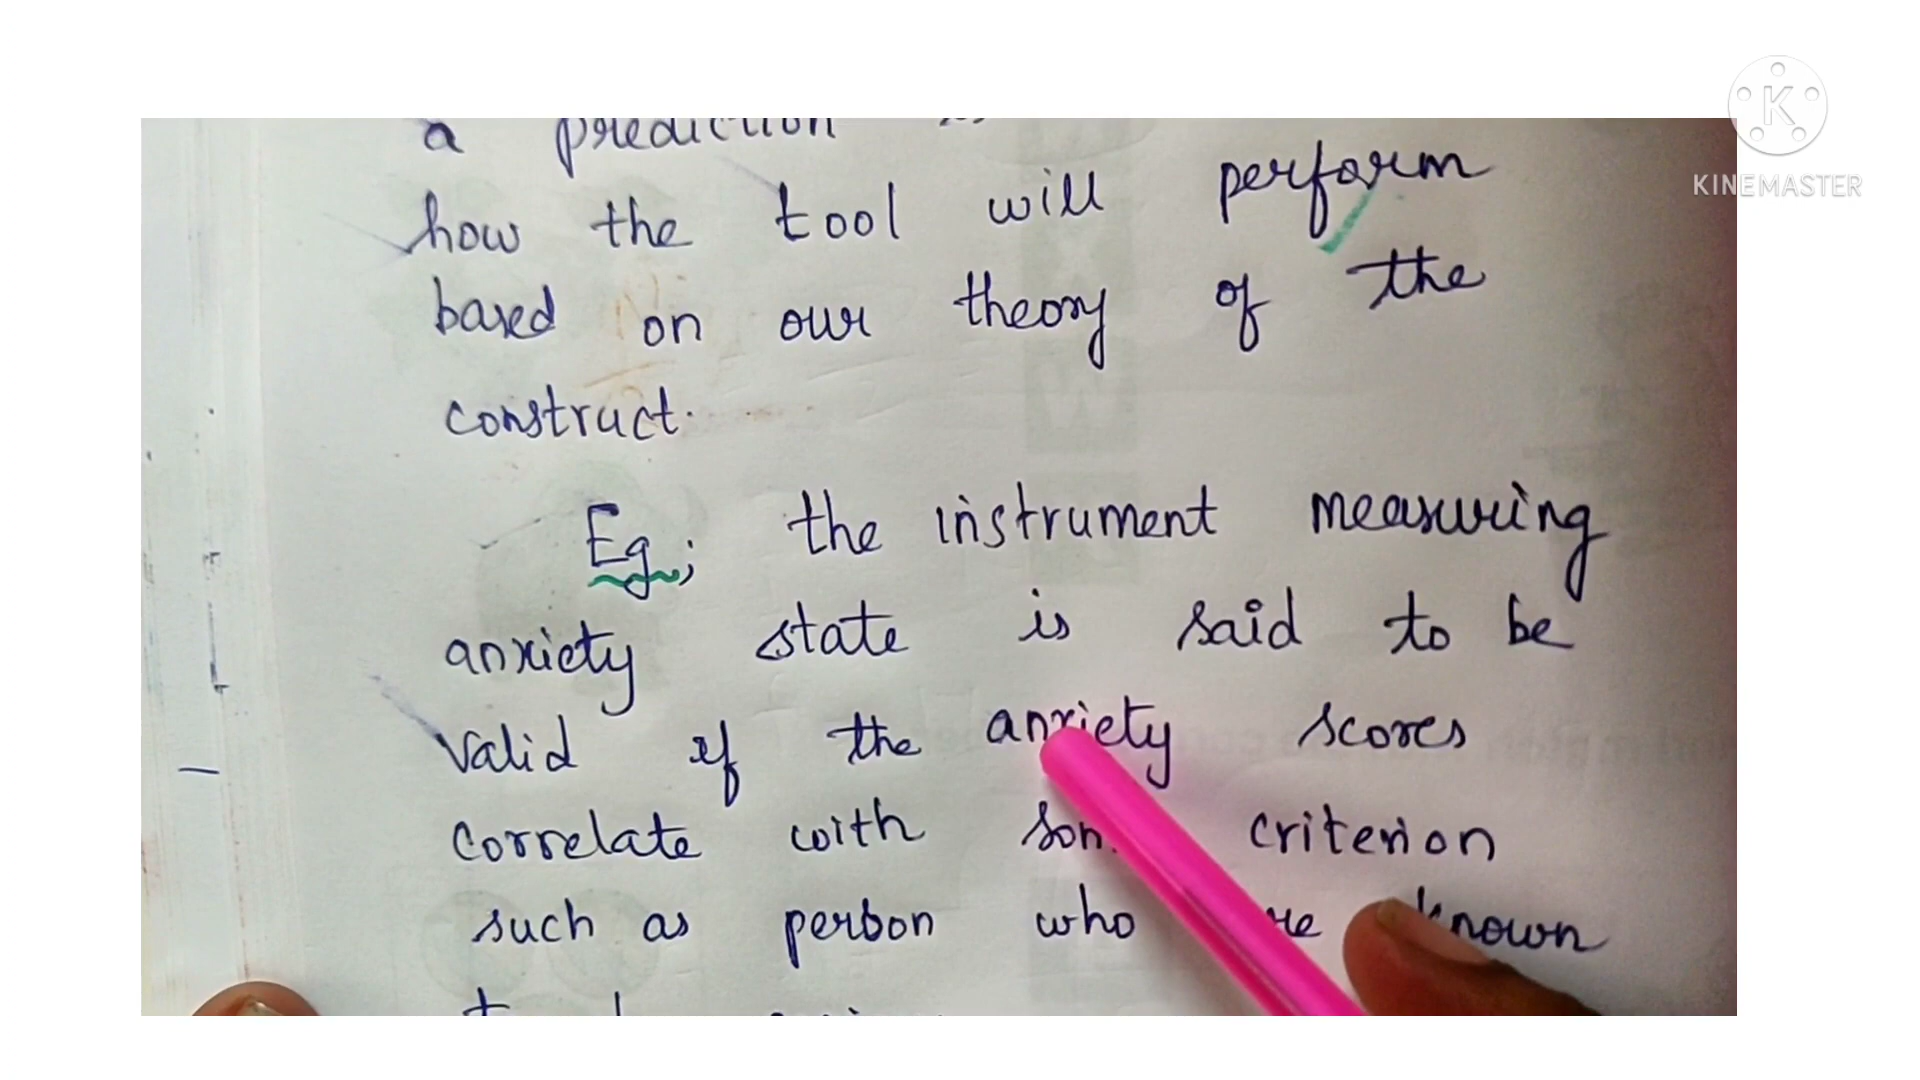 a prediction
how the tool will perform
based on our theory of the
construct.
Eg; the instrument measuring
anxiety state is said to be
valid if the anxiety scores
correlate with criterion
such as person who known
KINEMASTER